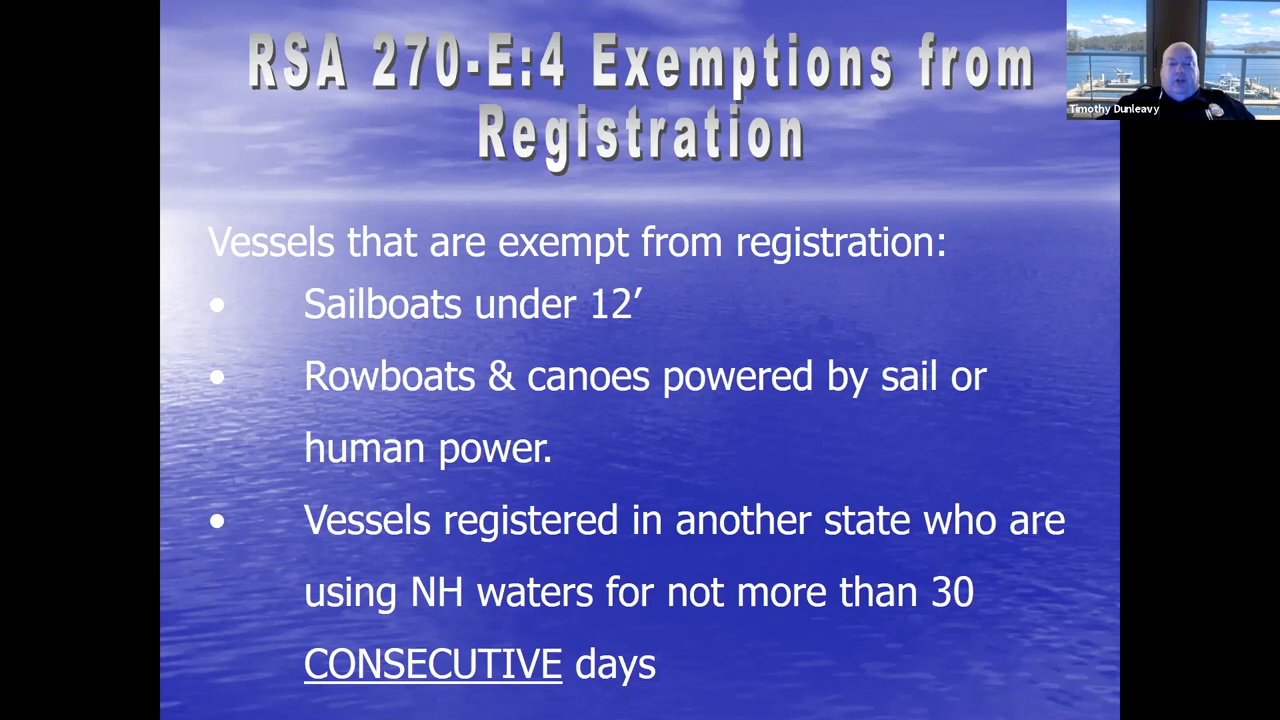 RSA 270-E:4 Exemptions from
Registration
Timothy Dunleavy
Vessels that are exempt from registration:
• Sailboats under 12’
• Rowboats & canoes powered by sail or
human power.
• Vessels registered in another state who are
using NH waters for not more than 30
CONSECUTIVE days